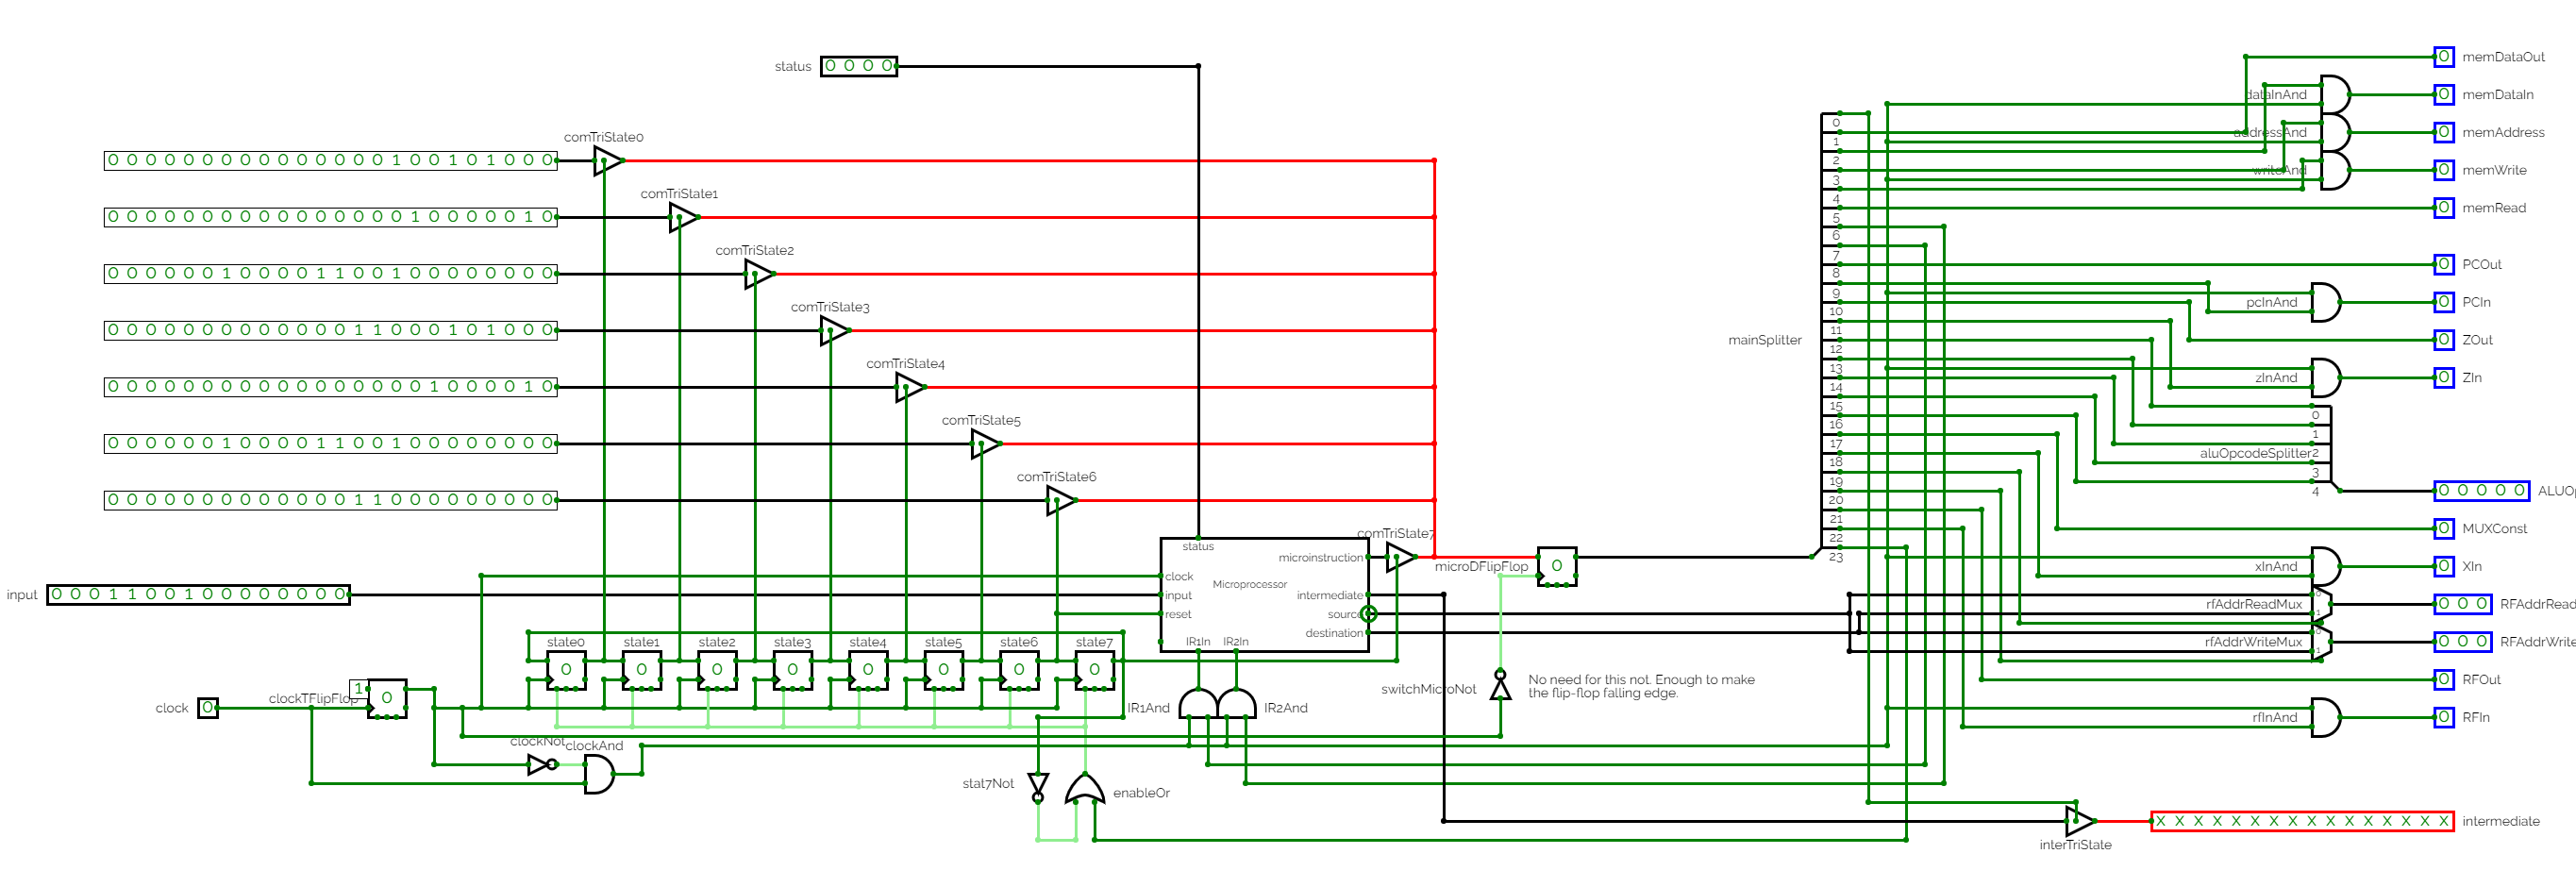 status 0 0 0 0
memDataOut
dataInAnd
memDataIn
addressAnd
memAddress
writeAnd
memWrite
memRead
comTriState0
0 0 0 0 0 0 0 0 0 0 0 0 0 0 0 1 0 0 1 0 1 0 0 0
comTriState1
0 0 0 0 0 0 0 0 0 0 0 0 0 0 0 0 1 0 0 0 0 0 1 0
comTriState2
0 0 0 0 0 0 1 0 0 0 0 1 1 0 0 1 0 0 0 0 0 0 0 0
comTriState3
0 0 0 0 0 0 0 0 0 0 0 0 0 1 1 0 0 0 1 0 1 0 0 0
comTriState4
0 0 0 0 0 0 0 0 0 0 0 0 0 0 0 0 0 1 0 0 0 0 1 0
comTriState5
0 0 0 0 0 0 1 0 0 0 0 1 1 0 0 1 0 0 0 0 0 0 0 0
comTriState6
0 0 0 0 0 0 0 0 0 0 0 0 0 1 1 0 0 0 0 0 0 0 0 0
comTriState7
mainSplitter
0
1
2
3
4
5
6
7
8
9
10
11
12
13
14
15
16
17
18
19
20
21
22
23
PCOut
pcInAnd
PCIn
ZOut
zInAnd
ZIn
0
1
aluOpcodeSplitter 2
3
4
0 0 0 0 0 ALUOp
MUXConst
xInAnd
XIn
rfAddrReadMux
0 0 0 RFAddrRead
rfAddrWriteMux
0 0 0 RFAddrWrite
RFOut
rfInAnd
RFIn
input 0 0 0 1 1 0 0 1 0 0 0 0 0 0 0 0
status
microinstruction
clock
Microprocessor
input
intermediate
reset
source
destination
IR1In IR2In
microDFlipFlop 0
state0 state1 state2 state3 state4 state5 state6 state7
0 0 0 0 0 0 0 0
clock 0
clockTFlipFlop 1 0
IR1And
IR2And
switchMicroNot
No need for this not. Enough to make
the flip-flop falling edge.
clockNot
clockAnd
stat7Not
enableOr
interTriState
X X X X X X X X X X X X X X X X intermediate